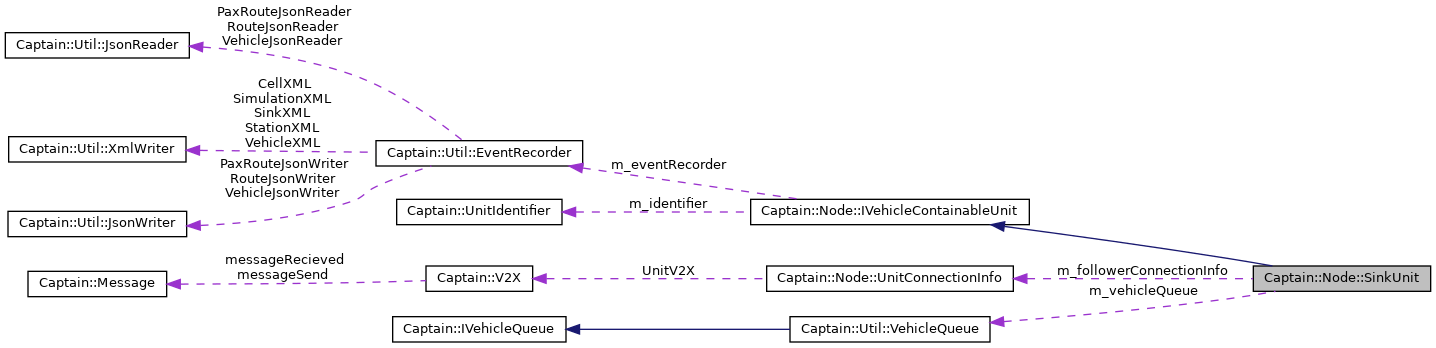 PaxRouteJsonReader
RouteJsonReader
VehicleJsonReader
Captain::Util::JsonReader
CellXML
SimulationXML
SinkXML
StationXML
VehicleXML
Captain::Util::XmlWriter
Captain::Util::EventRecorder
PaxRouteJsonWriter
RouteJsonWriter
VehicleJsonWriter
m_eventRecorder
Captain::Util::JsonWriter
Captain::UnitIdentifier
m_identifier
Captain::Node::IVehicleContainableUnit
messageRecieved
messageSend
Captain::Message
Captain::V2X
UnitV2X
Captain::Node::UnitConnectionInfo
m_followerConnectionInfo
m_vehicleQueue
Captain::Node::SinkUnit
Captain::IVehicleQueue
Captain::Util::VehicleQueue